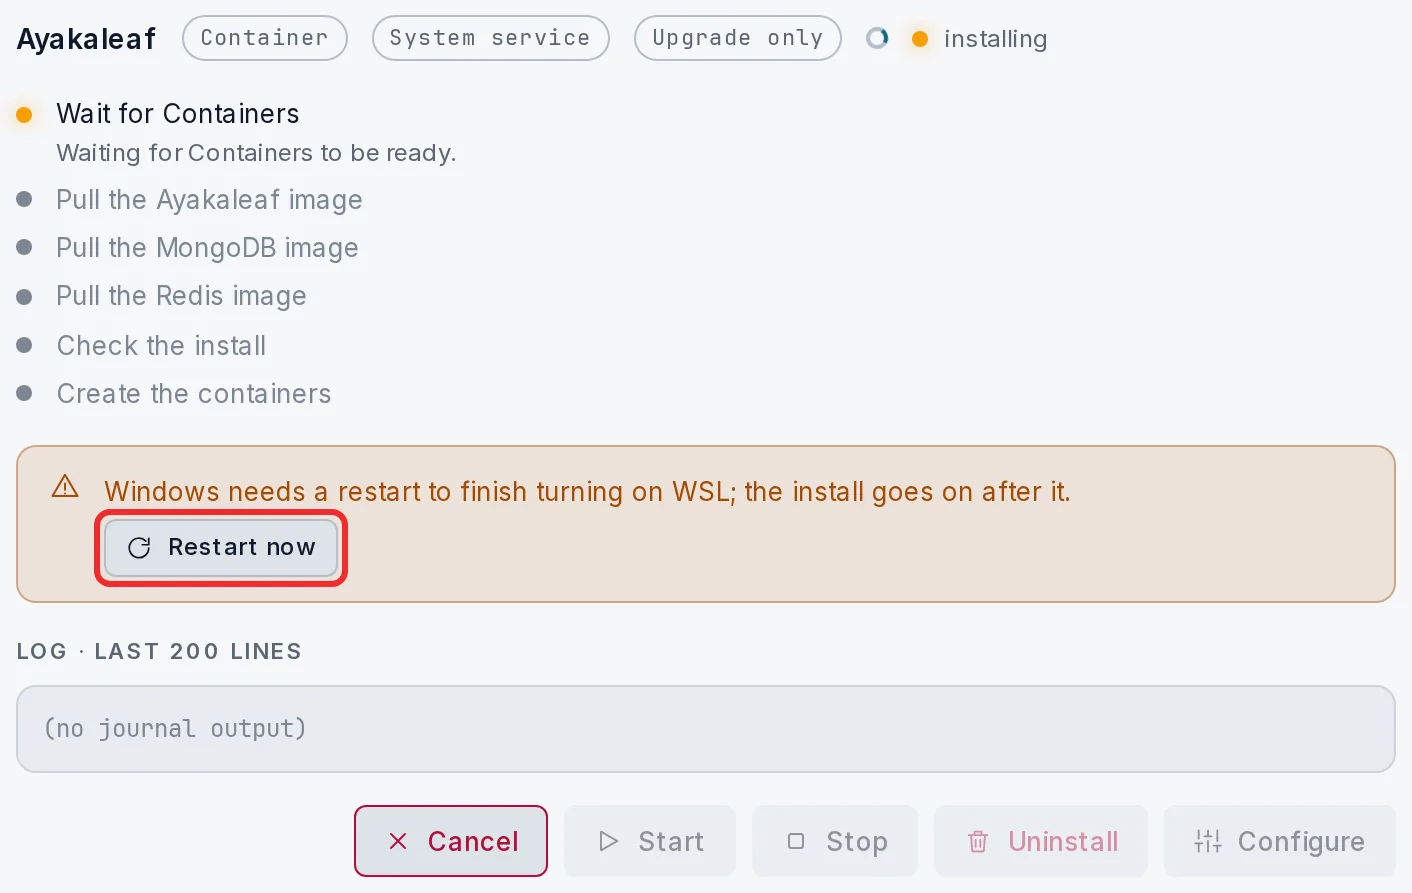 Ayakaleaf Container System service Upgrade only installing
Wait for Containers
Waiting for Containers to be ready.
Pull the Ayakaleaf image
Pull the MongoDB image
Pull the Redis image
Check the install
Create the containers
Windows needs a restart to finish turning on WSL; the install goes on after it.
Restart now
LOG · LAST 200 LINES
(no journal output)
Cancel Start Stop Uninstall Configure